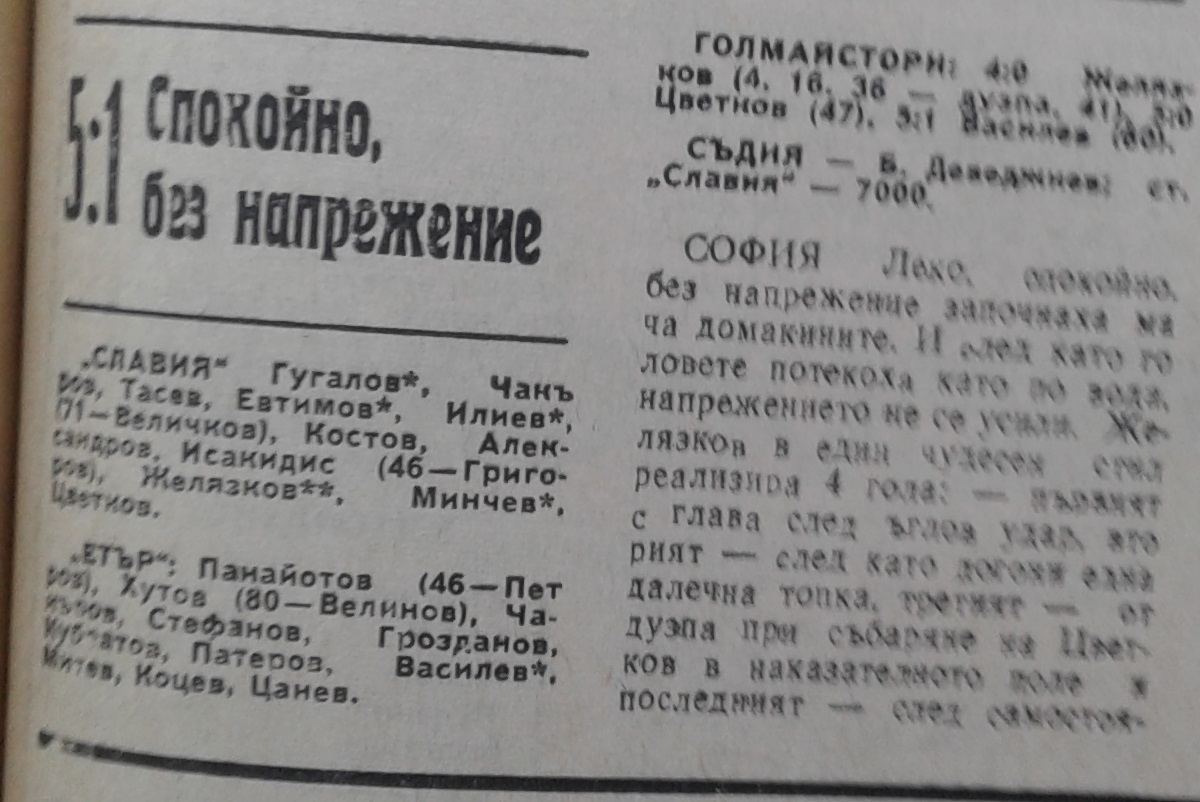 5:1 Спокойно,
без напрежение
„СЛАВИЯ“ Гугалов*, Чакъ
ров, Тасев, Евтимов*, Илиев*,
(71—Величков), Костов, Алек-
сандров, Исакидис (46—Григо-
ров), Желязков**, Минчев*,
Цветков.
„ЕТЪР“: Панайотов (46—Пет
ров), Хутов (80—Велинов), Ча-
къров, Стефанов, Грозданов,
Патеров, Василев*,
Митев, Коцев, Цанев.
ГОЛМАЙСТОРИ: 4:0 Желяз-
ков (4, 16, 36 — дузпа, 41), 5:0
Цветков (47), 5:1 Василев (60).
СЪДИЯ — Б. Деведжиев; ст.
„Славия“ — 7000.
СОФИЯ Леко, спокойно,
без напрежение започнаха ма
ча домакините. И след като го
ловете потекоха като по вода,
напрежението не се усили. Же-
лязков в един чудесен стил
реализира 4 гола: — първият
с глава след ъглов удар, вто
рият — след като догони една
далечна топка, третият — от
дузпа при събаряне на Цвет-
ков в наказателното поле и
последният — след самостоя-